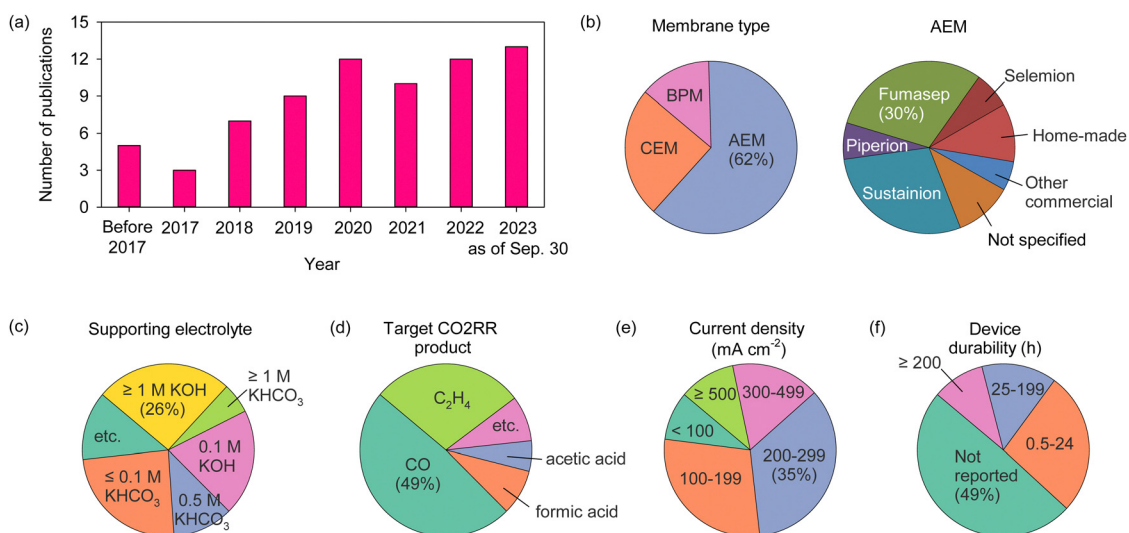 (a)
Number of publications
15
12
9
6
3
0
Before
2017
2017
2018
2019
2020
2021
2022
2023
as of Sep. 30
Year
(b)
Membrane type
BPM
CEM
AEM
(62%)
AEM
Fumasep
(30%)
Selemion
Home-made
Piperion
Sustainion
Other
commercial
Not specified
(c)
Supporting electrolyte
≥ 1 M KOH
(26%)
≥ 1 M
KHCO₃
etc.
0.1 M
KOH
≤ 0.1 M
KHCO₃
0.5 M
KHCO₃
(d)
Target CO2RR
product
C₂H₄
etc.
CO
(49%)
acetic acid
formic acid
(e)
Current density
(mA cm⁻²)
≥ 500
300-499
< 100
200-299
(35%)
100-199
(f)
Device
durability (h)
≥ 200
25-199
0.5-24
Not
reported
(49%)